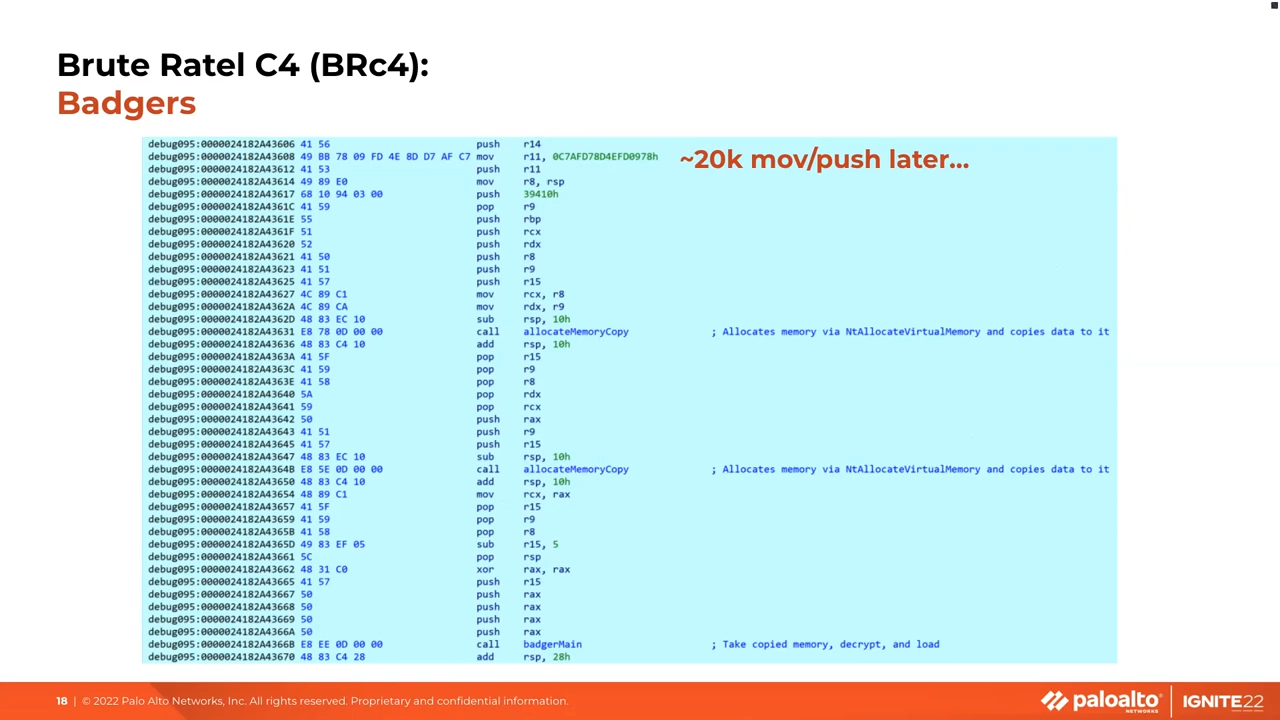 Brute Ratel C4 (BRc4):
Badgers
~20k mov/push later...
debug095:0000024182A43606 41 56 push r14
debug095:0000024182A43608 49 BB 78 09 FD 4E 8D D7 AF C7 mov r11, 0C7AFD78D4EFD0978h
debug095:0000024182A43612 41 53 push r11
debug095:0000024182A43614 49 89 E0 mov r8, rsp
debug095:0000024182A43617 68 10 94 03 00 push 39410h
debug095:0000024182A4361C 41 59 pop r9
debug095:0000024182A4361E 55 push rbp
debug095:0000024182A4361F 51 push rcx
debug095:0000024182A43620 52 push rdx
debug095:0000024182A43621 41 50 push r8
debug095:0000024182A43623 41 51 push r9
debug095:0000024182A43625 41 57 push r15
debug095:0000024182A43627 4C 89 C1 mov rcx, r8
debug095:0000024182A4362A 4C 89 CA mov rdx, r9
debug095:0000024182A4362D 48 83 EC 10 sub rsp, 10h
debug095:0000024182A43631 E8 78 0D 00 00 call allocateMemoryCopy ; Allocates memory via NtAllocateVirtualMemory and copies data to it
debug095:0000024182A43636 48 83 C4 10 add rsp, 10h
debug095:0000024182A4363A 41 5F pop r15
debug095:0000024182A4363C 41 59 pop r9
debug095:0000024182A4363E 41 58 pop r8
debug095:0000024182A43640 5A pop rdx
debug095:0000024182A43641 59 pop rcx
debug095:0000024182A43642 50 push rax
debug095:0000024182A43643 41 51 push r9
debug095:0000024182A43645 41 57 push r15
debug095:0000024182A43647 48 83 EC 10 sub rsp, 10h
debug095:0000024182A4364B E8 5E 0D 00 00 call allocateMemoryCopy ; Allocates memory via NtAllocateVirtualMemory and copies data to it
debug095:0000024182A43650 48 83 C4 10 add rsp, 10h
debug095:0000024182A43654 48 89 C1 mov rcx, rax
debug095:0000024182A43657 41 5F pop r15
debug095:0000024182A43659 41 59 pop r9
debug095:0000024182A4365B 41 58 pop r8
debug095:0000024182A4365D 49 83 EF 05 sub r15, 5
debug095:0000024182A43661 5C pop rsp
debug095:0000024182A43662 48 31 C0 xor rax, rax
debug095:0000024182A43665 41 57 push r15
debug095:0000024182A43667 50 push rax
debug095:0000024182A43668 50 push rax
debug095:0000024182A43669 50 push rax
debug095:0000024182A4366A 50 push rax
debug095:0000024182A4366B E8 EE 0D 00 00 call badgerMain ; Take copied memory, decrypt, and load
debug095:0000024182A43670 48 83 C4 28 add rsp, 28h
18 | © 2022 Palo Alto Networks, Inc. All rights reserved. Proprietary and confidential information.
paloalto NETWORKS | IGNITE22